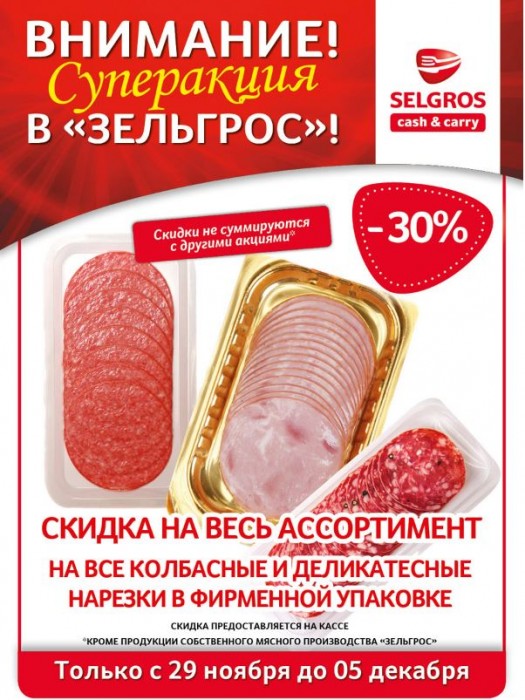 ВНИМАНИЕ!
Суперакция
В «ЗЕЛЬГРОС»!
SELGROS
cash & carry
Скидки не суммируются
с другими акциями*
-30%
СКИДКА НА ВЕСЬ АССОРТИМЕНТ
НА ВСЕ КОЛБАСНЫЕ И ДЕЛИКАТЕСНЫЕ
НАРЕЗКИ В ФИРМЕННОЙ УПАКОВКЕ
СКИДКА ПРЕДОСТАВЛЯЕТСЯ НА КАССЕ
*КРОМЕ ПРОДУКЦИИ СОБСТВЕННОГО МЯСНОГО ПРОИЗВОДСТВА «ЗЕЛЬГРОС»
Только с 29 ноября до 05 декабря